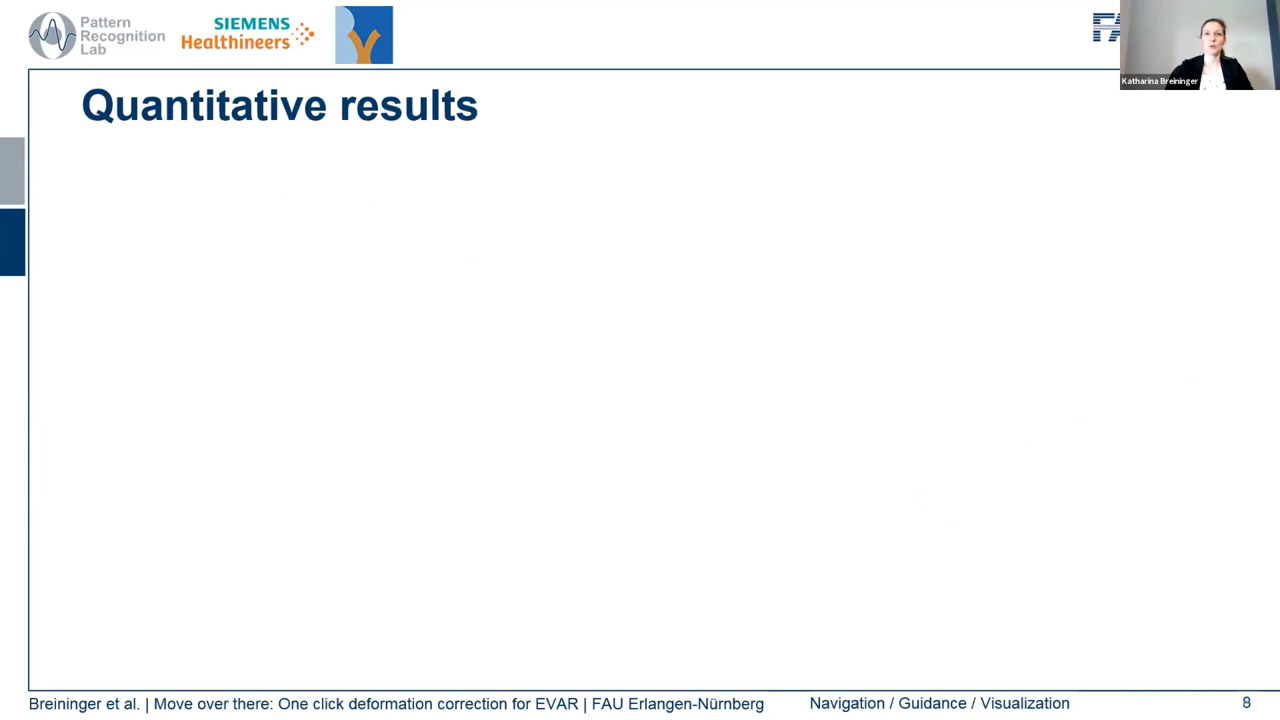 Pattern
Recognition
Lab
SIEMENS
Healthineers
Katharina Breininger
Quantitative results
Breininger et al. | Move over there: One click deformation correction for EVAR | FAU Erlangen-Nürnberg
Navigation / Guidance / Visualization
8